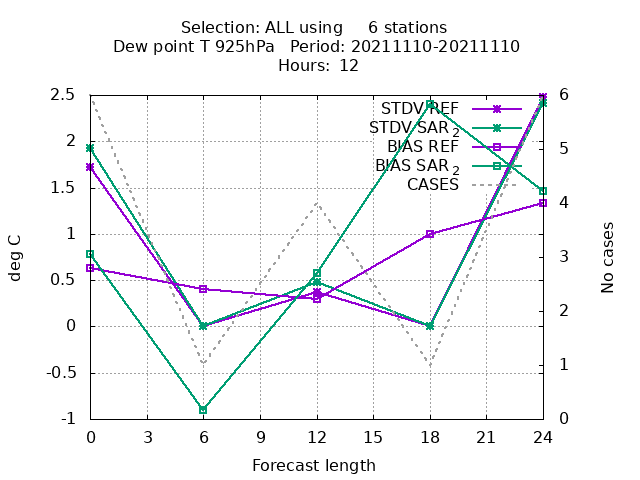 Selection: ALL using 6 stations
Dew point T 925hPa Period: 20211110-20211110
Hours: 12
2.5
2
1.5
1
0.5
0
-0.5
-1
6
5
4
3
2
1
0
deg C
No cases
STDV REF
STDV SAR2
BIAS REF
BIAS SAR2
CASES
0 3 6 9 12 15 18 21 24
Forecast length